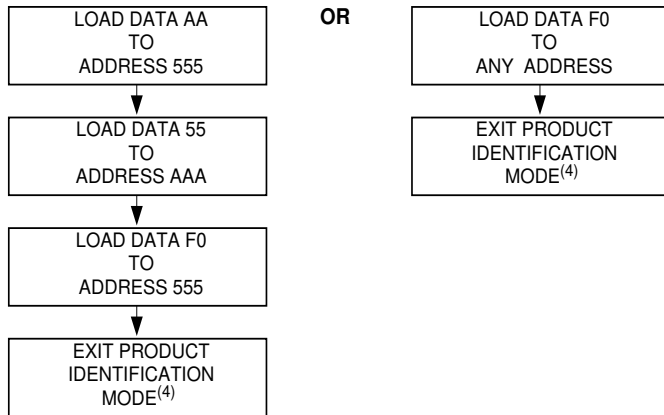 LOAD DATA AA
TO
ADDRESS 555
LOAD DATA 55
TO
ADDRESS AAA
LOAD DATA F0
TO
ADDRESS 555
EXIT PRODUCT
IDENTIFICATION
MODE(4)
OR
LOAD DATA F0
TO
ANY ADDRESS
EXIT PRODUCT
IDENTIFICATION
MODE(4)